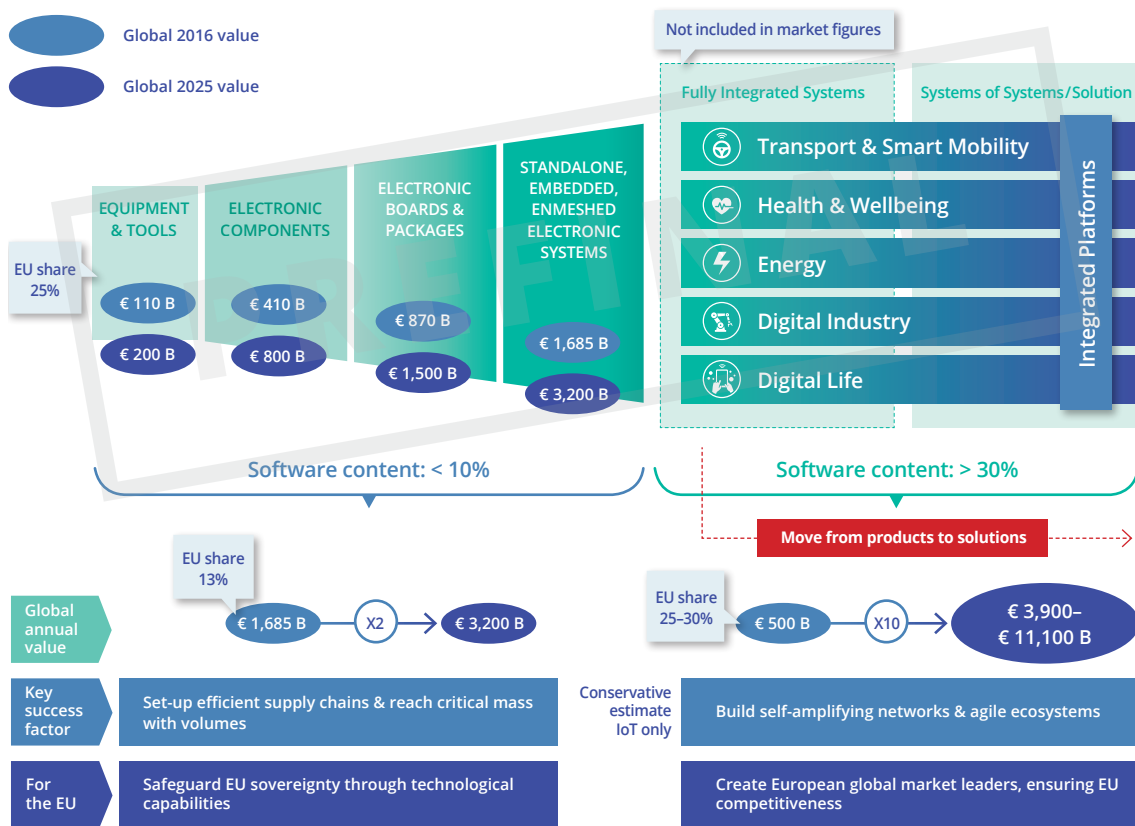 Global 2016 value
Global 2025 value
Not included in market figures
Fully Integrated Systems
Systems of Systems/Solution
EQUIPMENT
& TOOLS
ELECTRONIC
COMPONENTS
ELECTRONIC
BOARDS &
PACKAGES
STANDALONE,
EMBEDDED,
ENMESHED
ELECTRONIC
SYSTEMS
Transport & Smart Mobility
Health & Wellbeing
Energy
Digital Industry
Digital Life
Integrated Platforms
EU share
25%
€ 110 B
€ 200 B
€ 410 B
€ 800 B
€ 870 B
€ 1,500 B
€ 1,685 B
€ 3,200 B
PREFINAL
Software content: < 10%
Software content: > 30%
Move from products to solutions
EU share
13%
Global
annual
value
€ 1,685 B
X2
€ 3,200 B
EU share
25–30%
€ 500 B
X10
€ 3,900–
€ 11,100 B
Key
success
factor
Set-up efficient supply chains & reach critical mass
with volumes
Conservative
estimate
IoT only
Build self-amplifying networks & agile ecosystems
For
the EU
Safeguard EU sovereignty through technological
capabilities
Create European global market leaders, ensuring EU
competitiveness